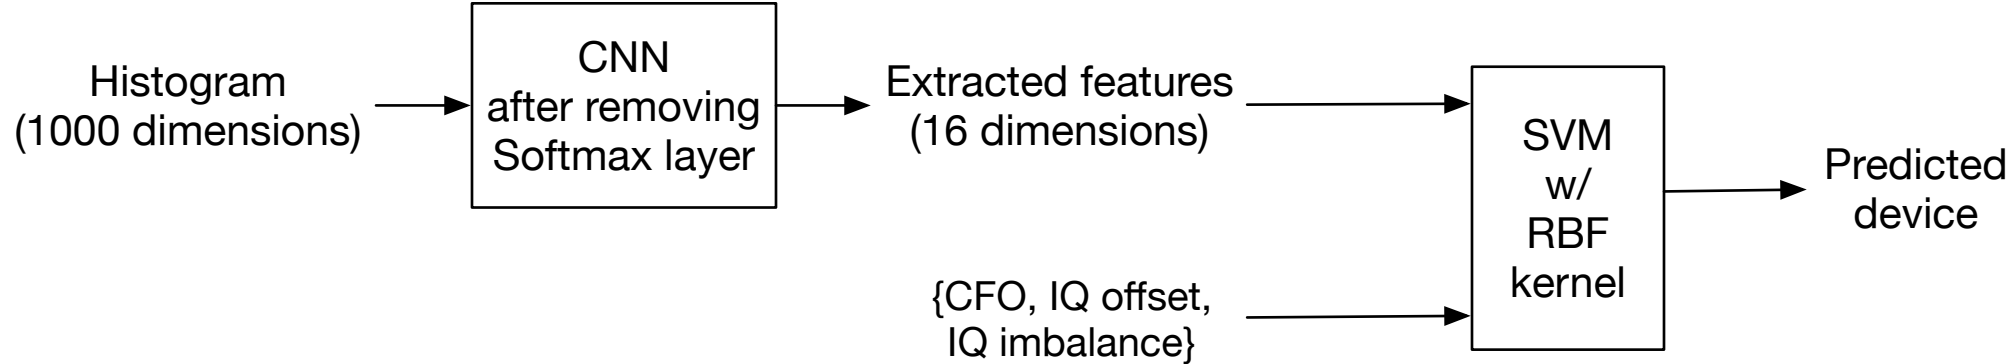 Histogram
(1000 dimensions)
CNN
after removing
Softmax layer
Extracted features
(16 dimensions)
{CFO, IQ offset,
IQ imbalance}
SVM
w/
RBF
kernel
Predicted
device